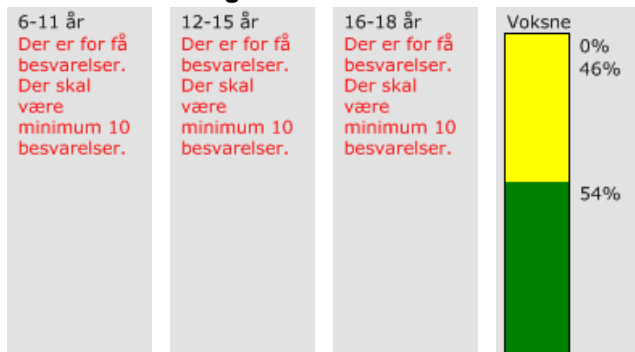 6-11 år
Der er for få
besvarelser.
Der skal
være
minimum 10
besvarelser.
12-15 år
Der er for få
besvarelser.
Der skal
være
minimum 10
besvarelser.
16-18 år
Der er for få
besvarelser.
Der skal
være
minimum 10
besvarelser.
Voksne
0%
46%
54%